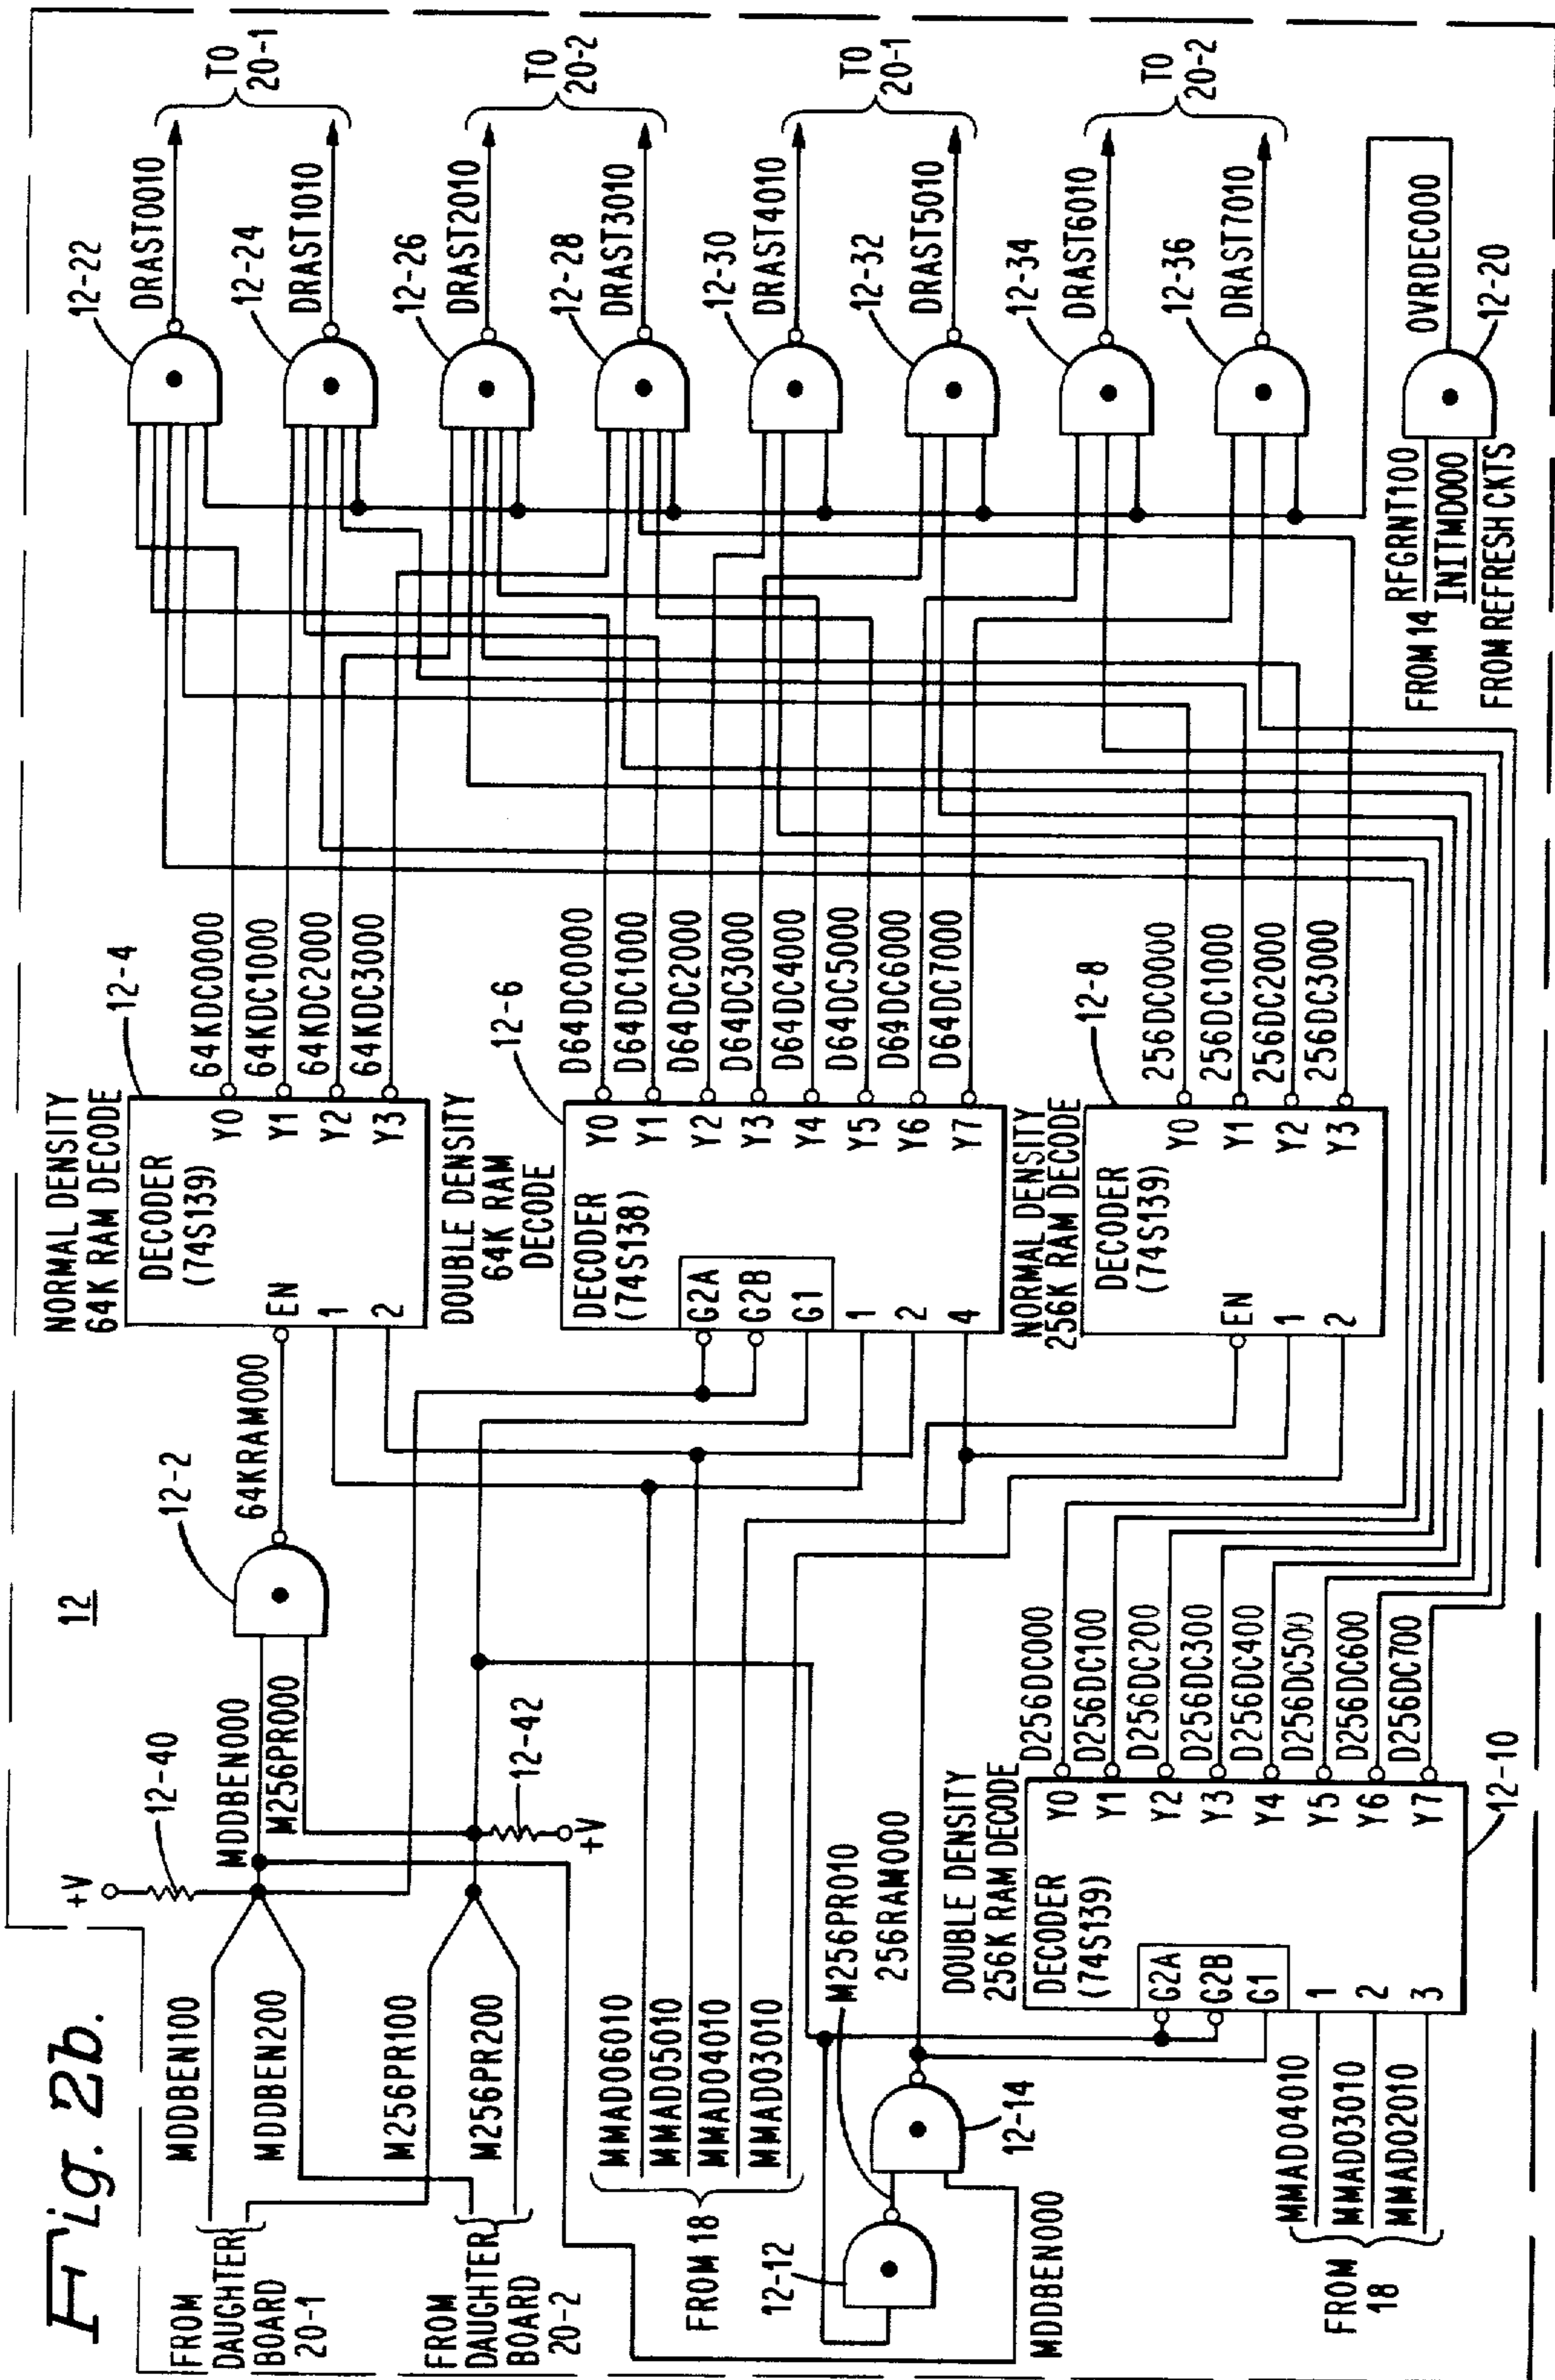 Fig. 2b.
12
FROM
DAUGHTER
BOARD
20-1
FROM
DAUGHTER
BOARD
20-2
MDDBEN100
MDDBEN200
M256PR100
M256PR200
+V
12-40
MDDBEN000
M256PR000
12-42
+V
12-2
64KRAM000
NORMAL DENSITY
64K RAM DECODE
DECODER
(74S139)
EN
1
2
Y0
Y1
Y2
Y3
12-4
64KDC0000
64KDC1000
64KDC2000
64KDC3000
DOUBLE DENSITY
64K RAM
DECODE
DECODER
(74S138)
G2A
G2B
G1
1
2
4
Y0
Y1
Y2
Y3
Y4
Y5
Y6
Y7
12-6
D64DC0000
D64DC1000
D64DC2000
D64DC3000
D64DC4000
D64DC5000
D64DC6000
D64DC7000
FROM 18
MMAD06010
MMAD05010
MMAD04010
MMAD03010
NORMAL DENSITY
256K RAM DECODE
DECODER
(74S139)
EN
1
2
Y0
Y1
Y2
Y3
12-8
256DC0000
256DC1000
256DC2000
256DC3000
12-12
M256PR010
256RAM000
12-14
MDDBEN000
DOUBLE DENSITY
256K RAM DECODE
DECODER
(74S139)
G2A
G2B
G1
1
2
3
Y0
Y1
Y2
Y3
Y4
Y5
Y6
Y7
12-10
D256DC000
D256DC100
D256DC200
D256DC300
D256DC400
D256DC500
D256DC600
D256DC700
FROM
18
MMAD04010
MMAD03010
MMAD02010
12-22
DRAST0010
12-24
DRAST1010
TO
20-1
12-26
DRAST2010
12-28
DRAST3010
TO
20-2
12-30
DRAST4010
12-32
DRAST5010
TO
20-1
12-34
DRAST6010
12-36
DRAST7010
TO
20-2
FROM 14 RFGRNT100
INITMD000
FROM REFRESH CKTS
OVRDEC000
12-20